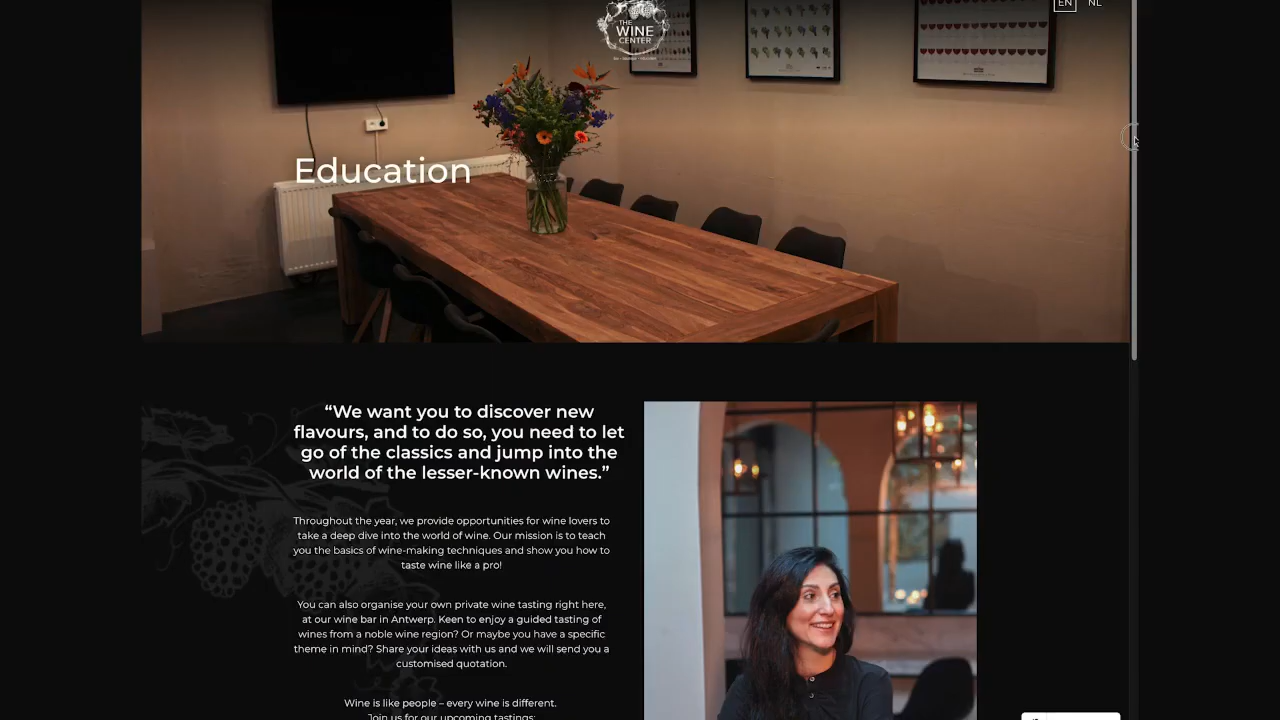 EN NL
THE
WINE
CENTER
Education
“We want you to discover new
flavours, and to do so, you need to let
go of the classics and jump into the
world of the lesser-known wines.”
Throughout the year, we provide opportunities for wine lovers to
take a deep dive into the world of wine. Our mission is to teach
you the basics of wine-making techniques and show you how to
taste wine like a pro!
You can also organise your own private wine tasting right here,
at our wine bar in Antwerp. Keen to enjoy a guided tasting of
wines from a noble wine region? Or maybe you have a specific
theme in mind? Share your ideas with us and we will send you a
customised quotation.
Wine is like people – every wine is different.
Join us for our upcoming tastings: